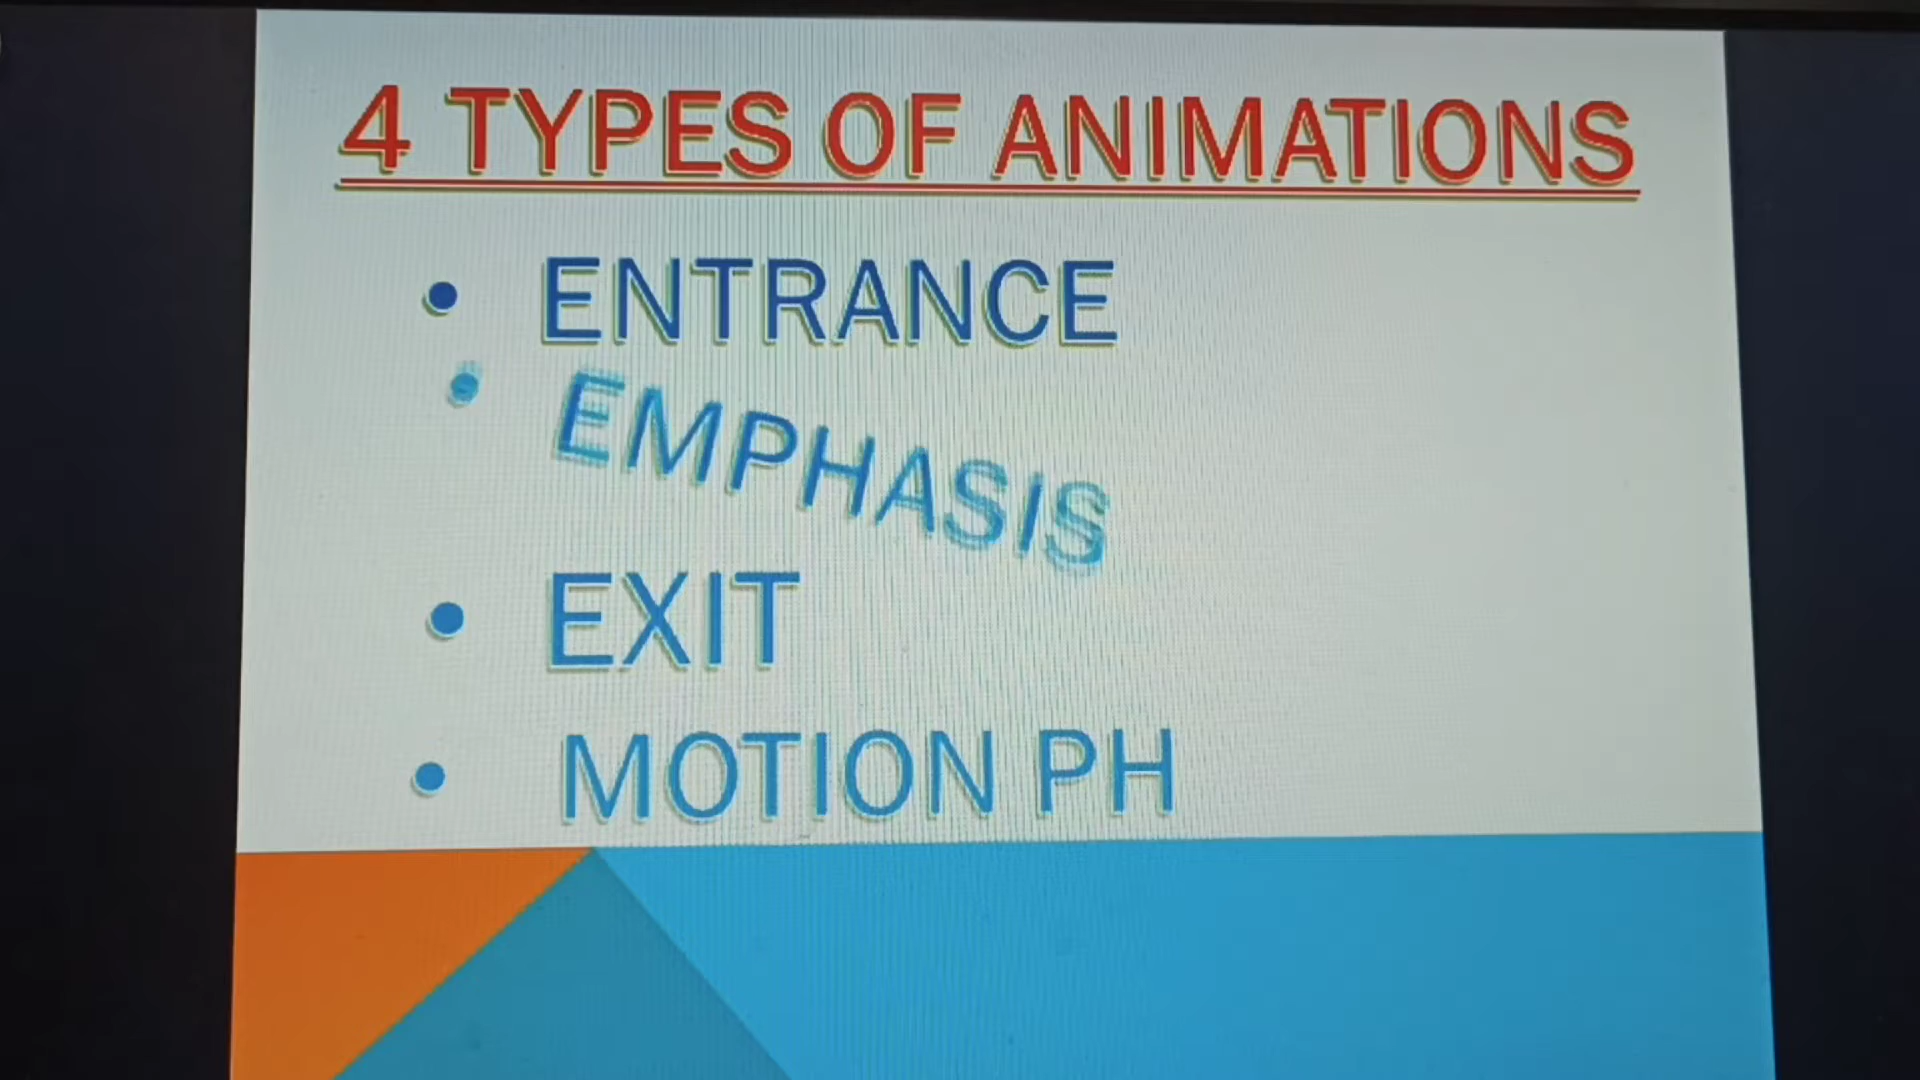 4 TYPES OF ANIMATIONS
• ENTRANCE
• EMPHASIS
• EXIT
• MOTION PH